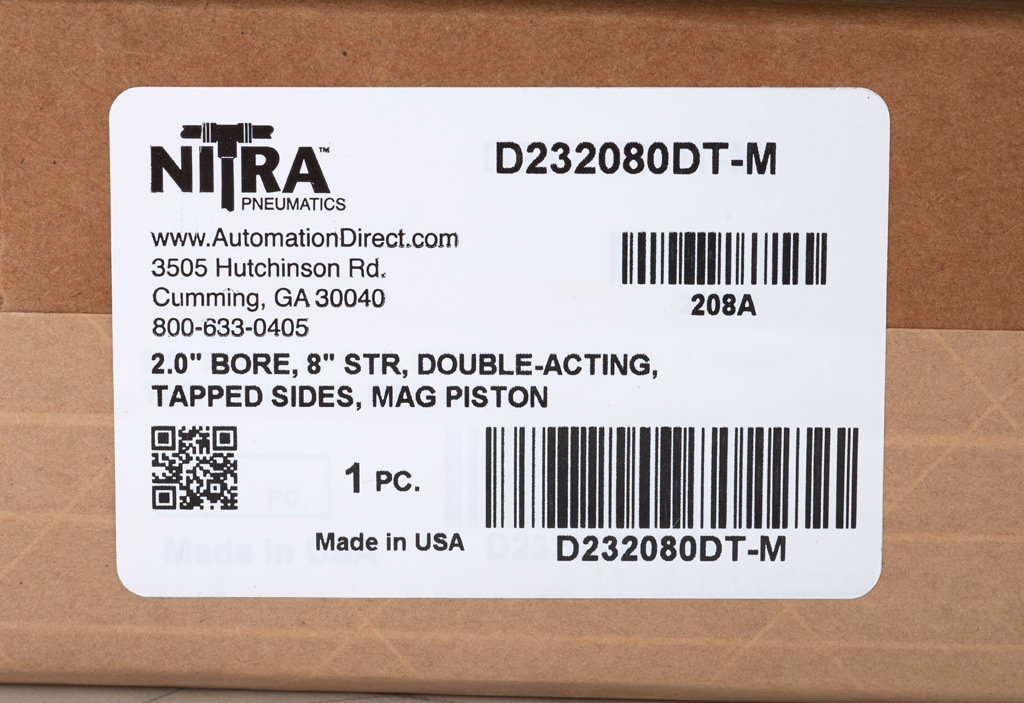 NITRA™
PNEUMATICS
D232080DT-M
www.AutomationDirect.com
3505 Hutchinson Rd.
Cumming, GA 30040
800-633-0405
208A
2.0" BORE, 8" STR, DOUBLE-ACTING,
TAPPED SIDES, MAG PISTON
1 PC.
Made in USA
D232080DT-M